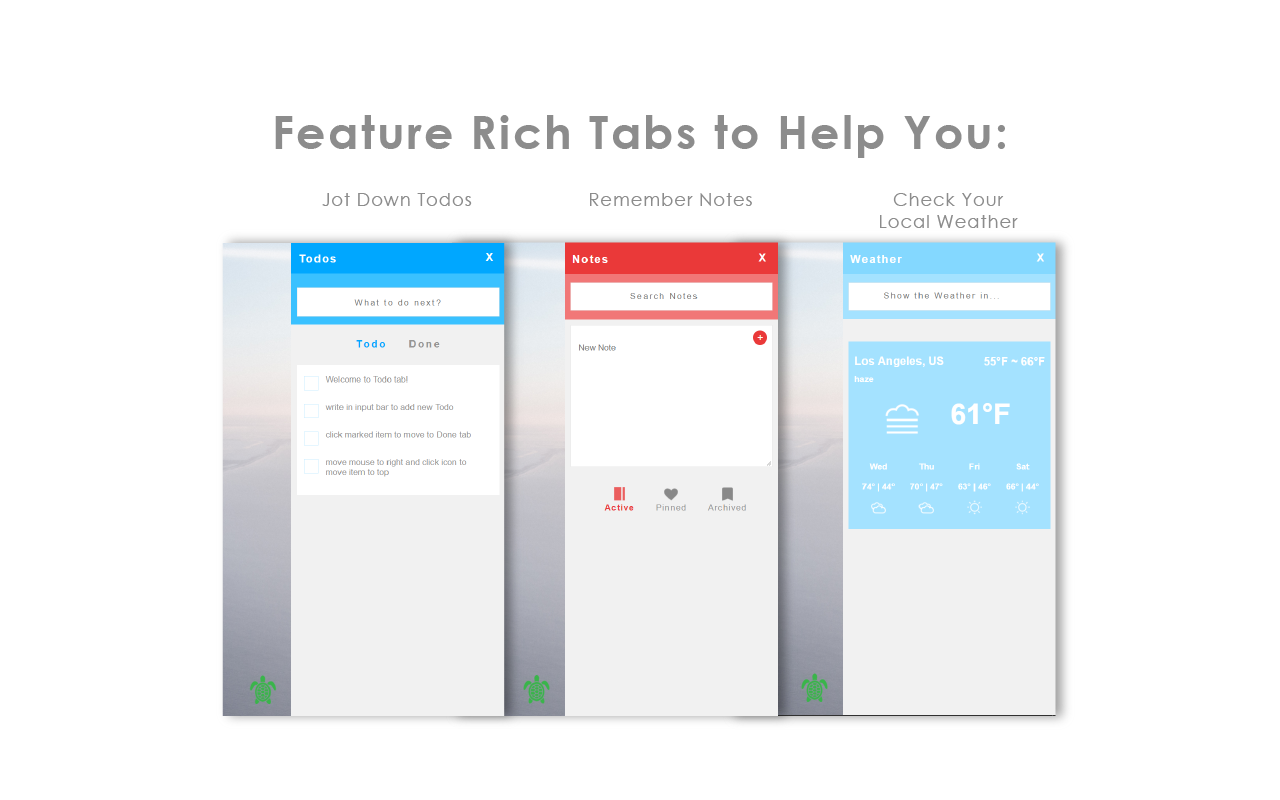 Feature Rich Tabs to Help You:
Jot Down Todos
Remember Notes
Check Your
Local Weather
Todos
X
What to do next?
Todo
Done
Welcome to Todo tab!
write in input bar to add new Todo
click marked item to move to Done tab
move mouse to right and click icon to
move item to top
Notes
X
Search Notes
New Note
+
Active
Pinned
Archived
Weather
X
Show the Weather in...
Los Angeles, US
55°F ~ 66°F
haze
61°F
Wed
Thu
Fri
Sat
74° | 44°
70° | 47°
63° | 46°
66° | 44°